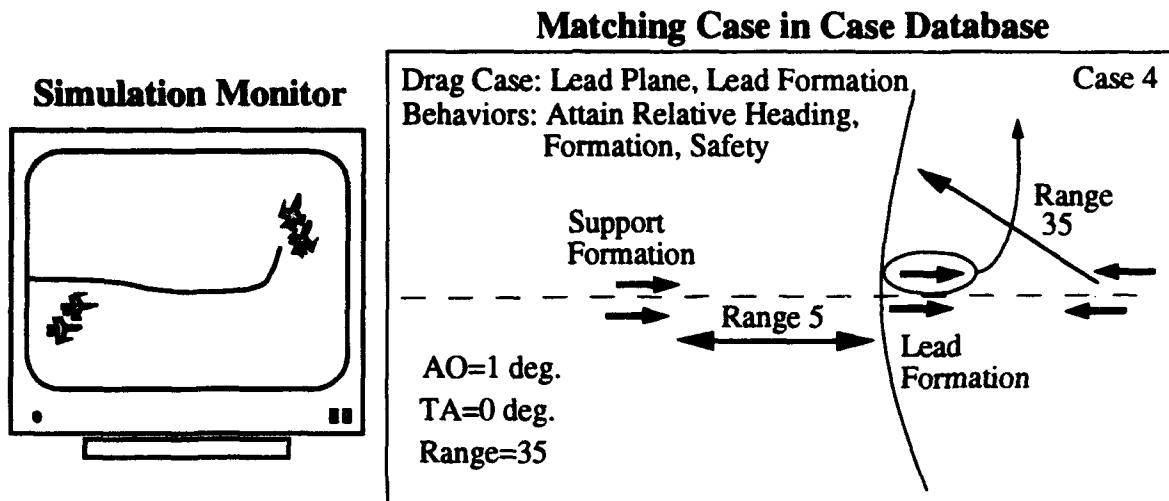 Matching Case in Case Database
Simulation Monitor
Drag Case: Lead Plane, Lead Formation
Case 4
Behaviors: Attain Relative Heading,
Formation, Safety
Range
35
Support
Formation
Range 5
Lead
Formation
AO=1 deg.
TA=0 deg.
Range=35